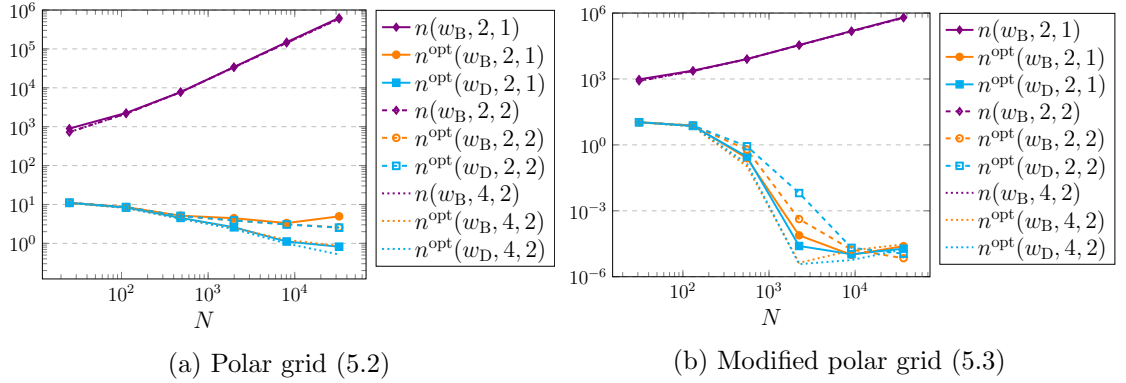 10^6
10^5
10^4
10^3
10^2
10^1
10^0
10^2 10^3 10^4
N
n(w_B, 2, 1)
n^opt(w_B, 2, 1)
n^opt(w_D, 2, 1)
n(w_B, 2, 2)
n^opt(w_B, 2, 2)
n^opt(w_D, 2, 2)
n(w_B, 4, 2)
n^opt(w_B, 4, 2)
n^opt(w_D, 4, 2)
(a) Polar grid (5.2)
10^6
10^3
10^0
10^−3
10^−6
10^2 10^3 10^4
N
n(w_B, 2, 1)
n^opt(w_B, 2, 1)
n^opt(w_D, 2, 1)
n(w_B, 2, 2)
n^opt(w_B, 2, 2)
n^opt(w_D, 2, 2)
n(w_B, 4, 2)
n^opt(w_B, 4, 2)
n^opt(w_D, 4, 2)
(b) Modified polar grid (5.3)